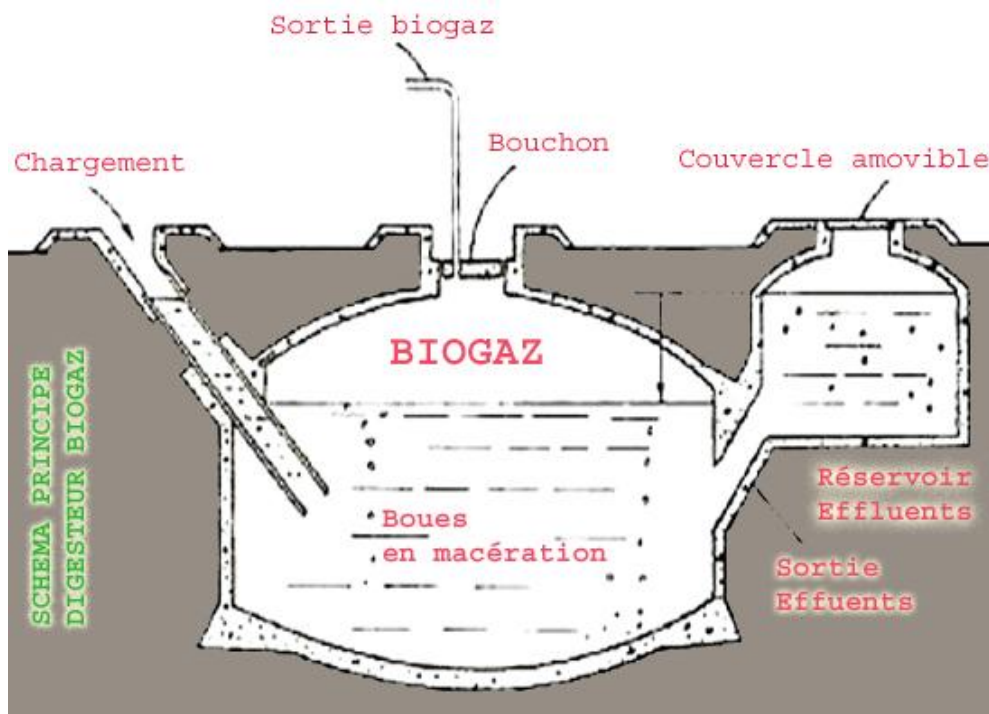 Sortie biogaz
Bouchon
Chargement
Couvercle amovible
BIOGAZ
SCHEMA PRINCIPE
DIGESTEUR BIOGAZ
Boues
en macération
Réservoir
Effluents
Sortie
Effuents